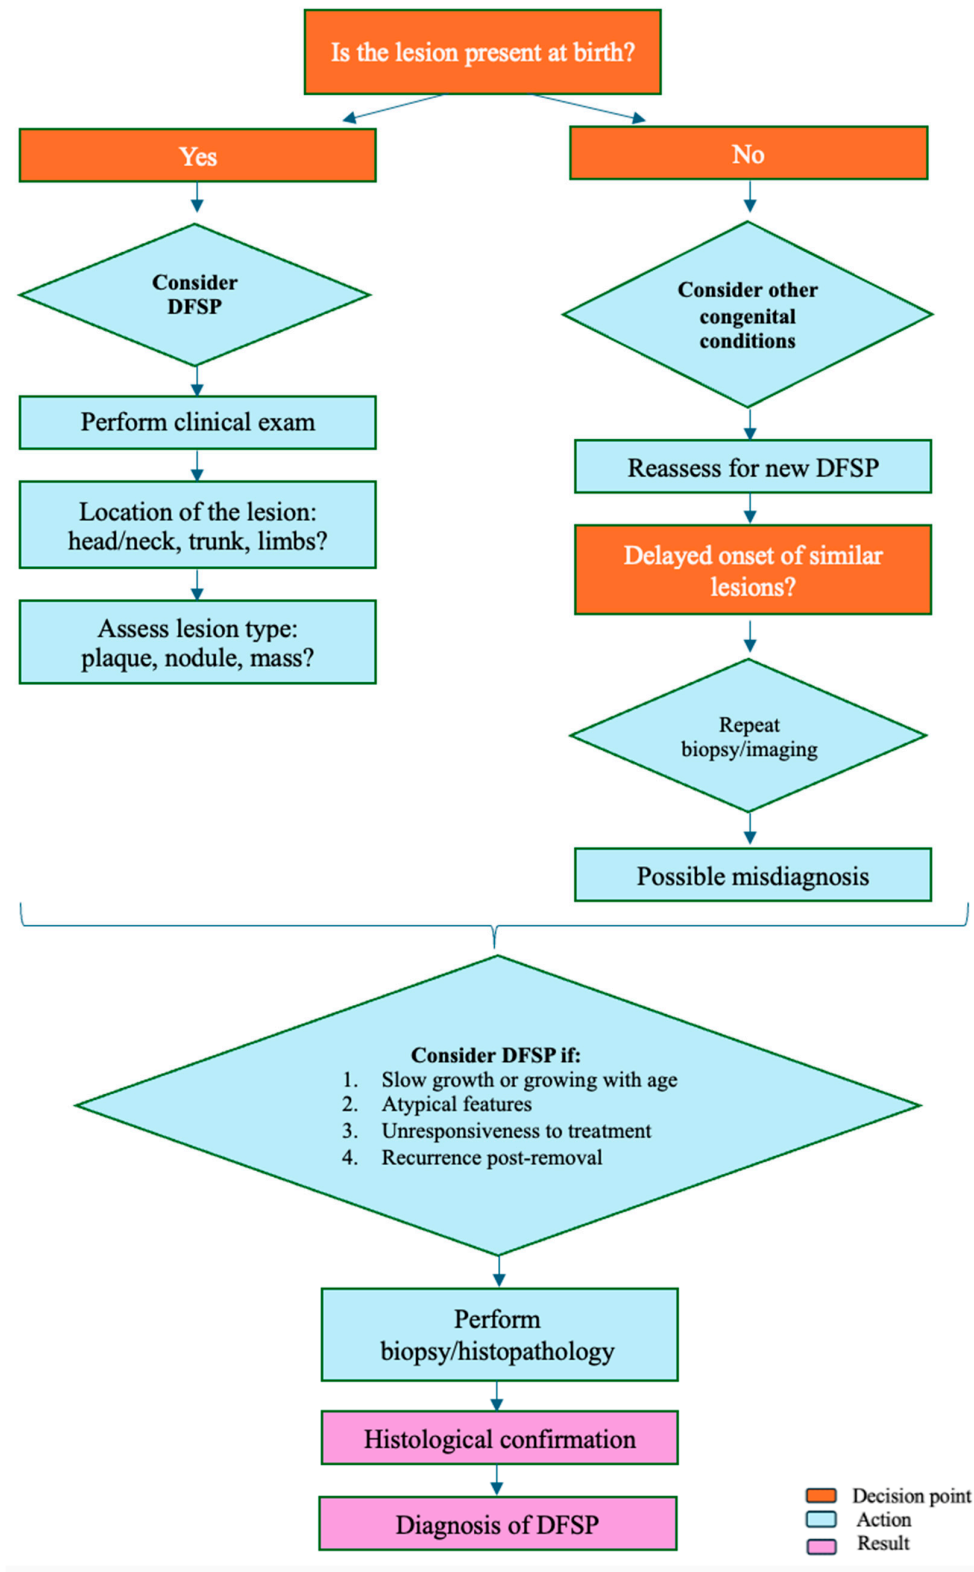 Is the lesion present at birth?
Yes
Consider
DFSP
Perform clinical exam
Location of the lesion:
head/neck, trunk, limbs?
Assess lesion type:
plaque, nodule, mass?
No
Consider other
congenital
conditions
Reassess for new DFSP
Delayed onset of similar
lesions?
Repeat
biopsy/imaging
Possible misdiagnosis
Consider DFSP if:
1. Slow growth or growing with age
2. Atypical features
3. Unresponsiveness to treatment
4. Recurrence post-removal
Perform
biopsy/histopathology
Histological confirmation
Diagnosis of DFSP
Decision point
Action
Result